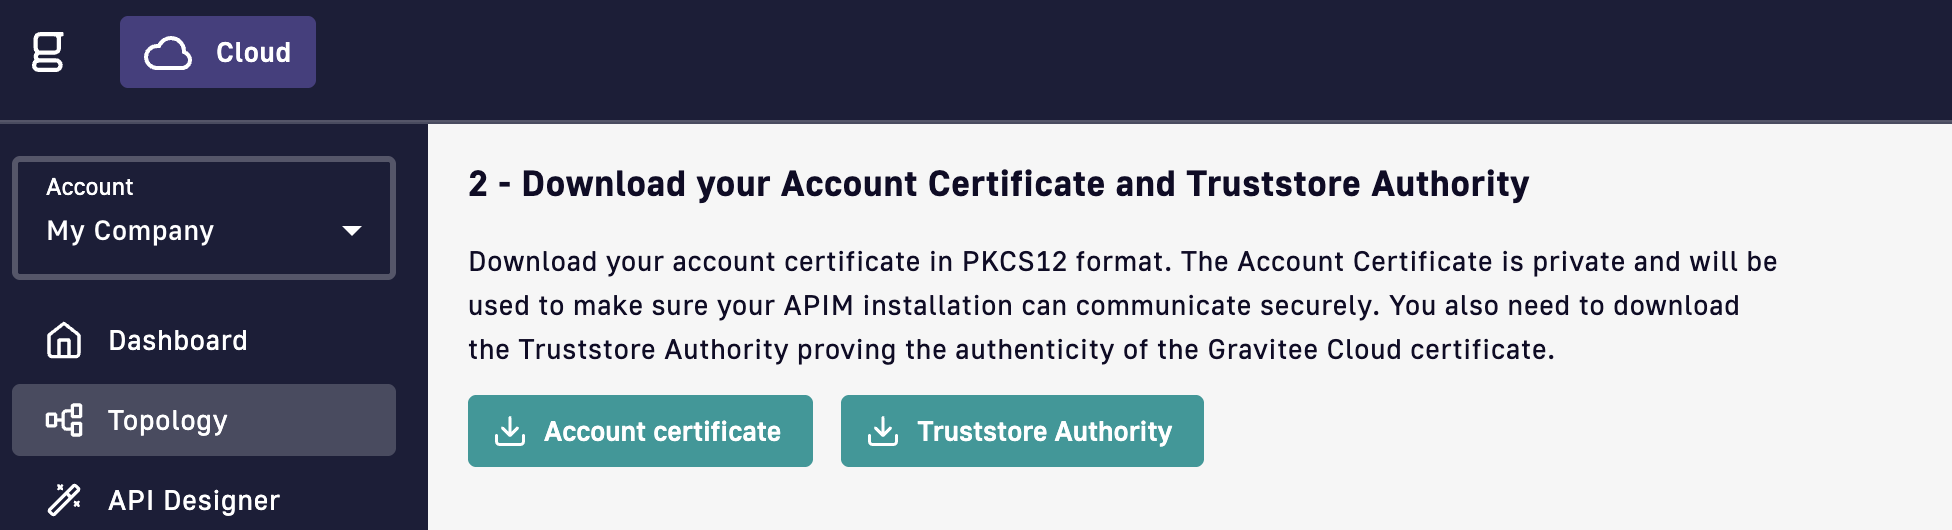 g
Cloud
Account
My Company
Dashboard
Topology
API Designer
2 - Download your Account Certificate and Truststore Authority
Download your account certificate in PKCS12 format. The Account Certificate is private and will be
used to make sure your APIM installation can communicate securely. You also need to download
the Truststore Authority proving the authenticity of the Gravitee Cloud certificate.
Account certificate
Truststore Authority